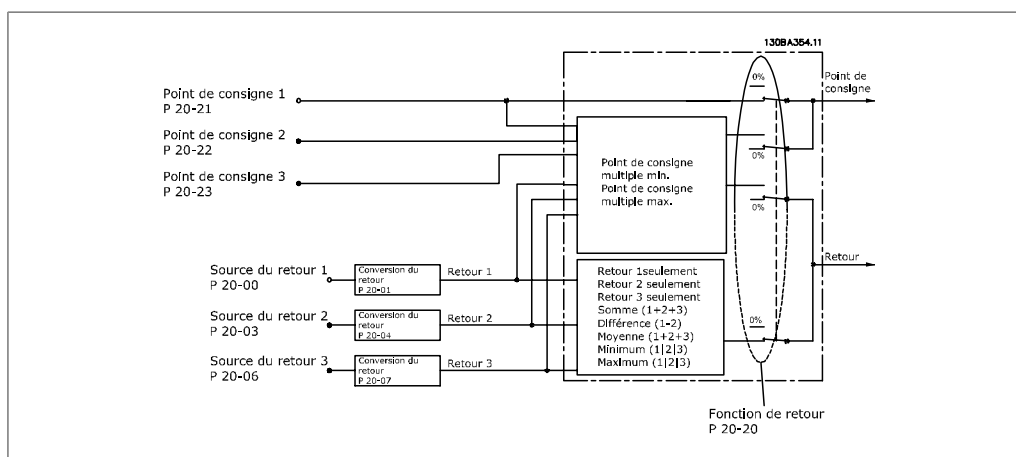 130BA354.11
Point de consigne 1
P 20-21
Point de consigne 2
P 20-22
Point de consigne 3
P 20-23
0%
Point de
consigne
0%
0%
Point de consigne
multiple min.
Point de consigne
multiple max.
Source du retour 1
P 20-00
Conversion du
retour
P 20-01
Retour 1
Source du retour 2
P 20-03
Conversion du
retour
P 20-04
Retour 2
Source du retour 3
P 20-06
Conversion du
retour
P 20-07
Retour 3
Retour 1seulement
Retour 2 seulement
Retour 3 seulement
Somme (1+2+3)
Différence (1-2)
Moyenne (1+2+3)
Minimum (1|2|3)
Maximum (1|2|3)
0%
Retour
Fonction de retour
P 20-20